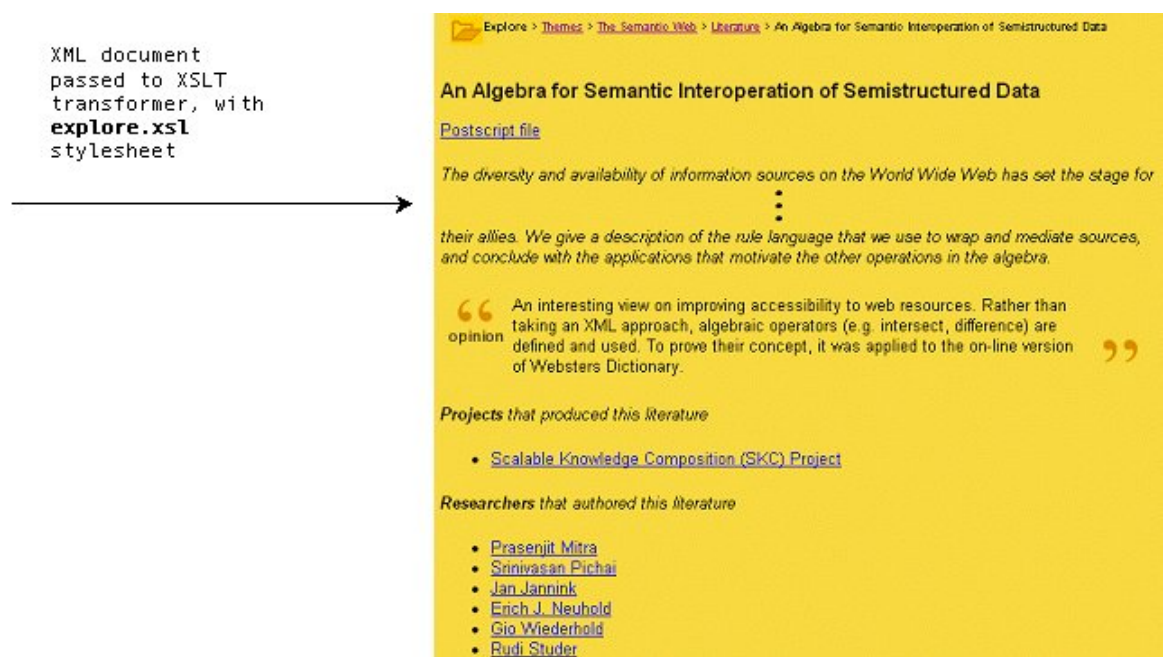 XML document
passed to XSLT
transformer, with
explore.xsl
stylesheet
Explore > Themes > The Semantic Web > Literature > An Algebra for Semantic Interoperation of Semistructured Data
An Algebra for Semantic Interoperation of Semistructured Data
Postscript file
The diversity and availability of information sources on the World Wide Web has set the stage for
their allies. We give a description of the rule language that we use to wrap and mediate sources,
and conclude with the applications that motivate the other operations in the algebra.
“ opinion
An interesting view on improving accessibility to web resources. Rather than
taking an XML approach, algebraic operators (e.g. intersect, difference) are
defined and used. To prove their concept, it was applied to the on-line version
of Websters Dictionary. ”
Projects that produced this literature
• Scalable Knowledge Composition (SKC) Project
Researchers that authored this literature
• Prasenjit Mitra
• Srinivasan Pichai
• Jan Jannink
• Erich J. Neuhold
• Gio Wiederhold
• Rudi Studer